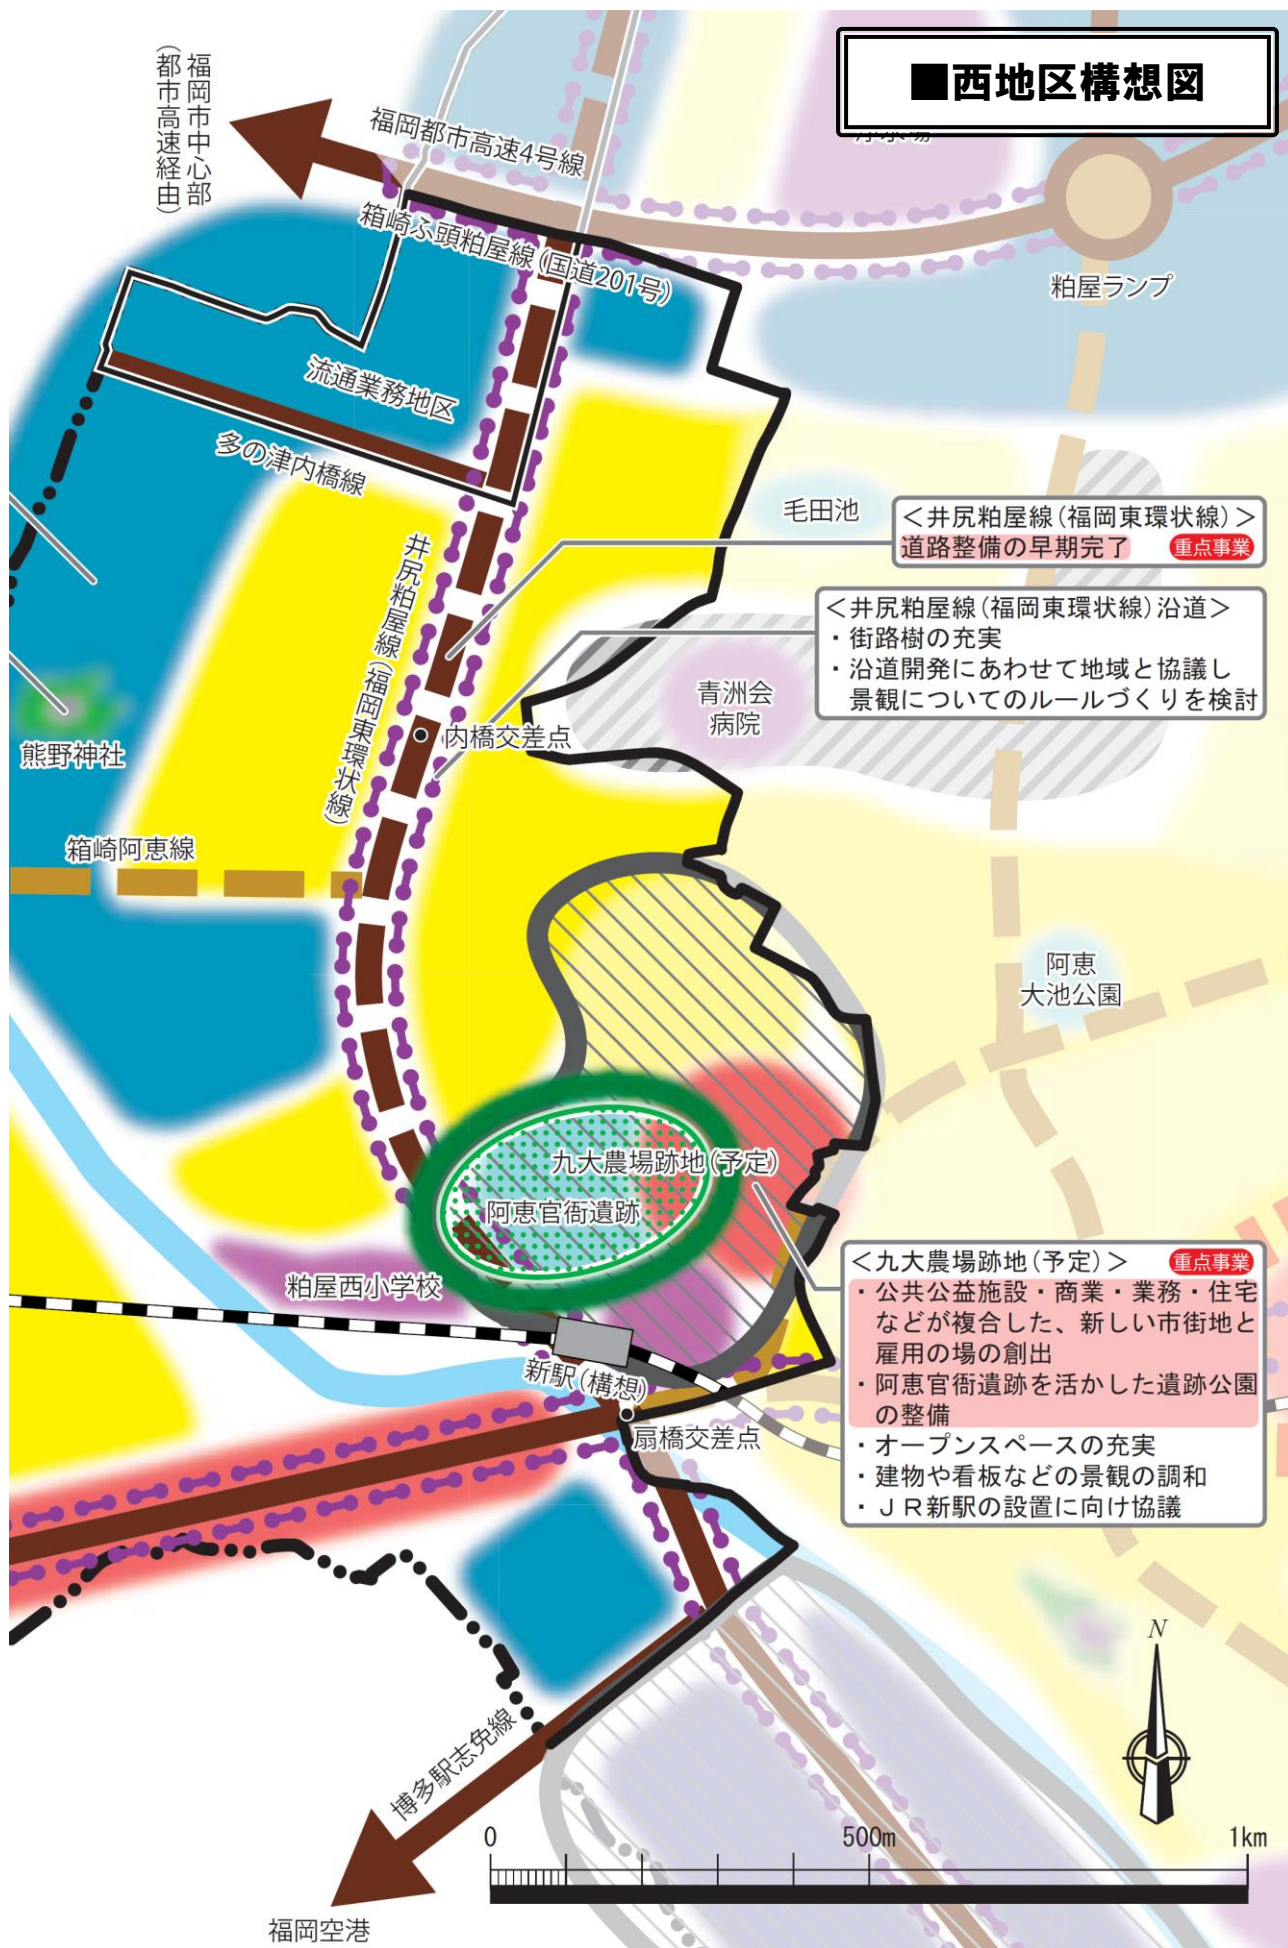 ■西地区構想図
福岡市中心部
(都市高速経由)
福岡都市高速4号線
箱崎ふ頭粕屋線(国道201号)
粕屋ランプ
流通業務地区
多の津内橋線
毛田池
<井尻粕屋線(福岡東環状線)>
道路整備の早期完了 重点事業
井尻粕屋線(福岡東環状線)
<井尻粕屋線(福岡東環状線)沿道>
・街路樹の充実
・沿道開発にあわせて地域と協議し
景観についてのルールづくりを検討
青洲会
病院
内橋交差点
熊野神社
箱崎阿恵線
阿恵
大池公園
九大農場跡地(予定)
阿恵官衙遺跡
粕屋西小学校
<九大農場跡地(予定)> 重点事業
・公共公益施設・商業・業務・住宅
などが複合した、新しい市街地と
雇用の場の創出
・阿恵官衙遺跡を活かした遺跡公園
の整備
・オープンスペースの充実
・建物や看板などの景観の調和
・JR新駅の設置に向け協議
新駅(構想)
扇橋交差点
博多駅志免線
N
0 500m 1km
福岡空港